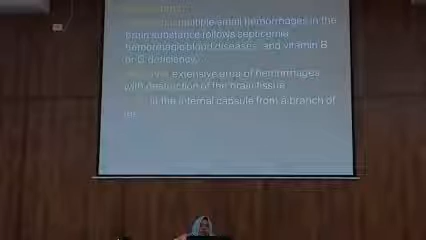 multiple small hemorrhages in the
brain substance follows septicemia,
hemorrhagic blood diseases, and vitamin B
or C deficiency.
extensive area of hemorrhages
with destruction of the brain tissue
in the internal capsule from a branch of